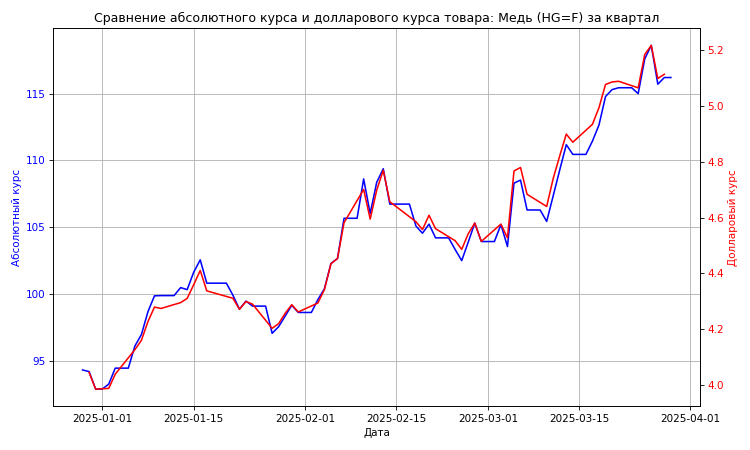 Сравнение абсолютного курса и долларового курса товара: Медь (HG=F) за квартал
Абсолютный курс
115
110
105
100
95
5.2
5.0
4.8
4.6
4.4
4.2
4.0
Долларовый курс
2025-01-01 2025-01-15 2025-02-01 2025-02-15 2025-03-01 2025-03-15 2025-04-01
Дата